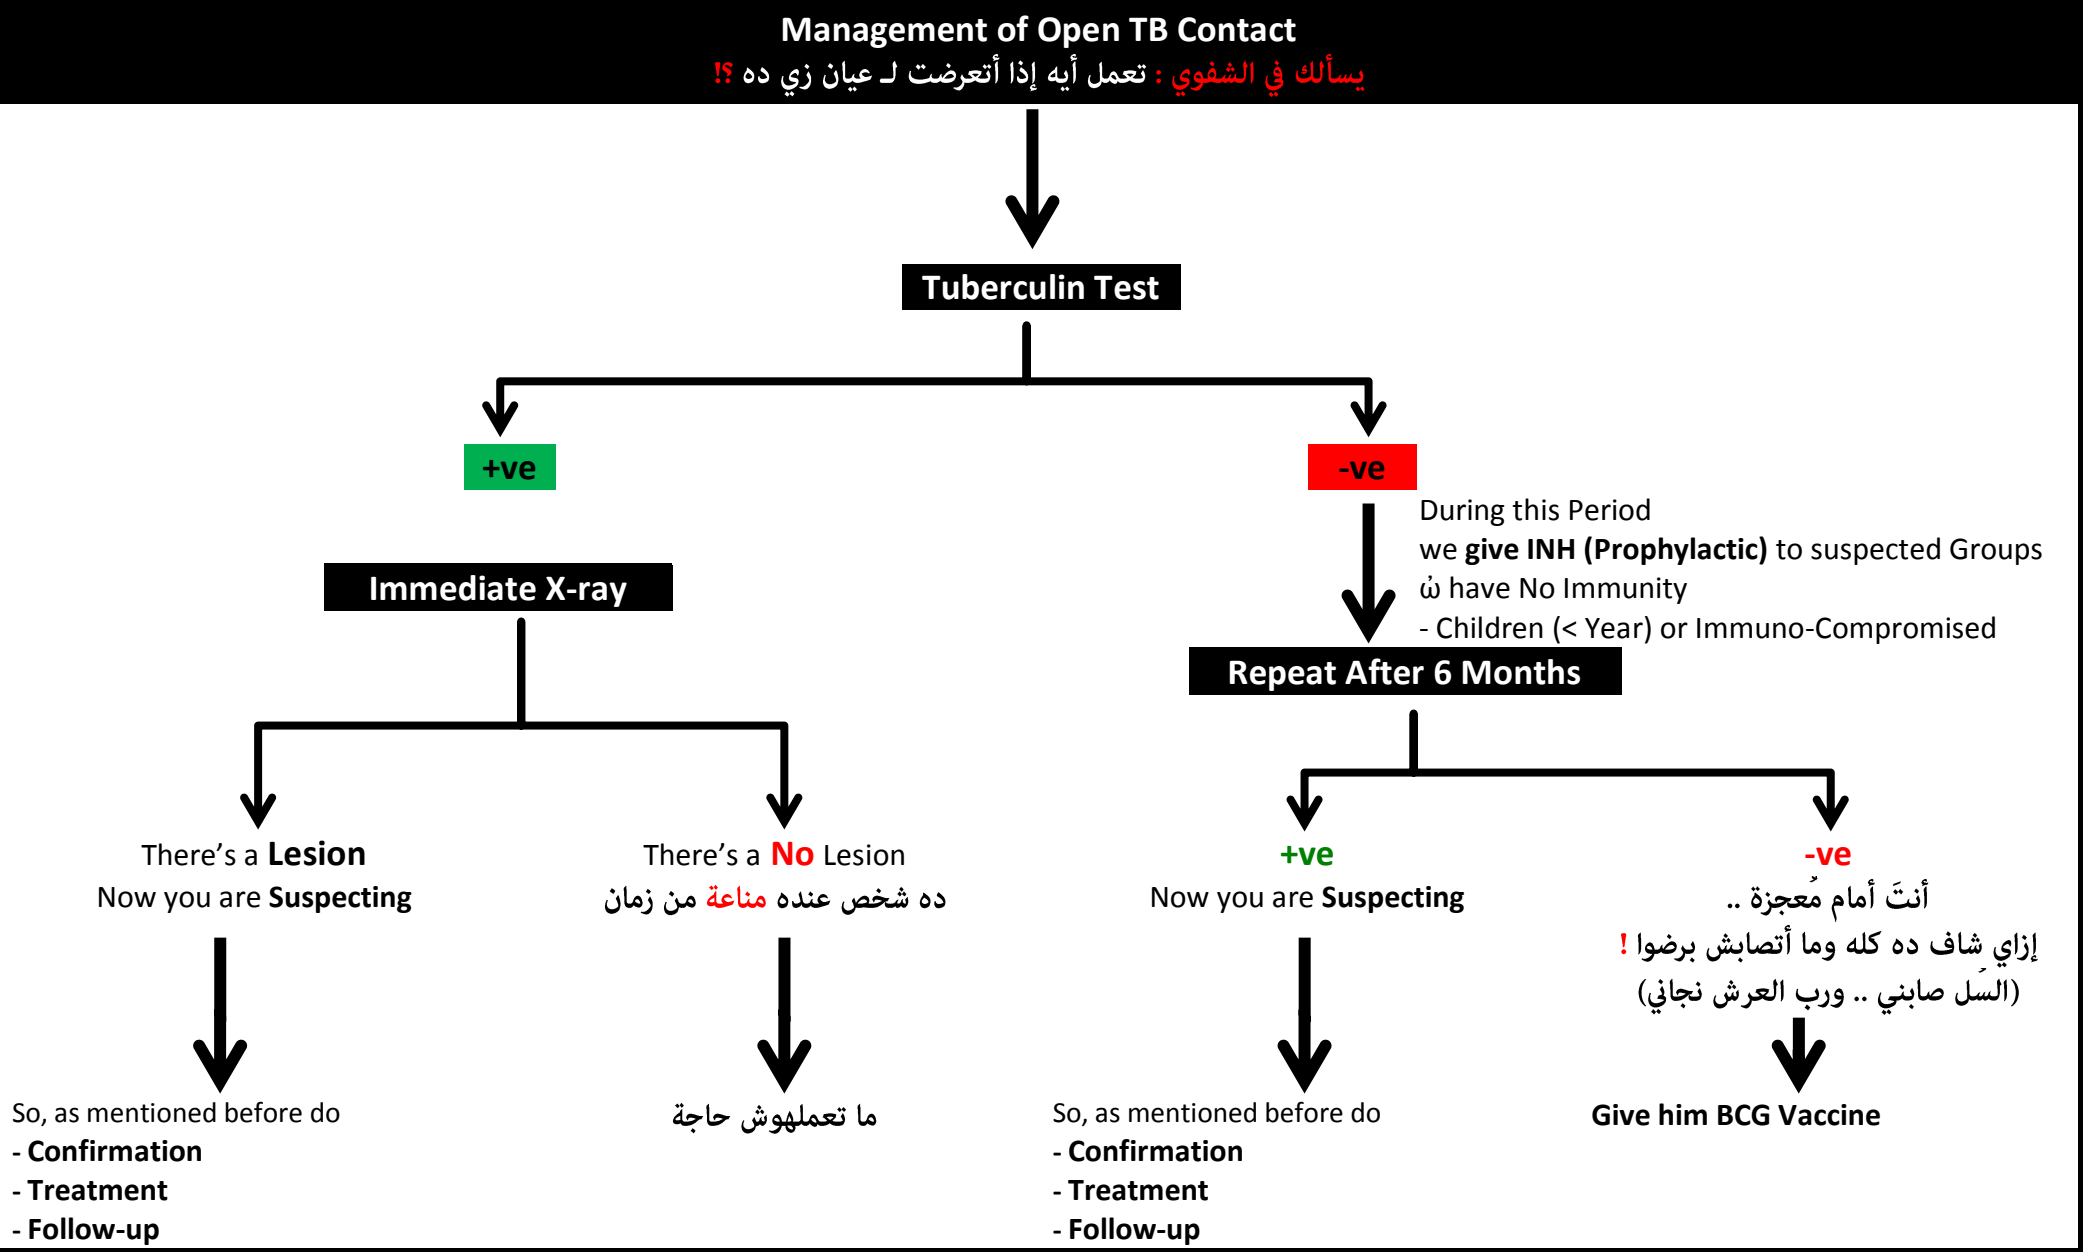 Management of Open TB Contact
يسألك في الشفوي : تعمل أيه إذا أتعرضت لـ عيان زي ده ؟!
Tuberculin Test
+ve
-ve
During this Period
we give INH (Prophylactic) to suspected Groups
ὠ have No Immunity
- Children (< Year) or Immuno-Compromised
Immediate X-ray
Repeat After 6 Months
There's a Lesion
Now you are Suspecting
There's a No Lesion
ده شخص عنده مناعة من زمان
+ve
Now you are Suspecting
-ve
أنتَ أمام مُعجزة ..
إزاي شاف ده كله وما أتصابش برضوا !
(السُل صابني .. ورب العرش نجاني)
So, as mentioned before do
- Confirmation
- Treatment
- Follow-up
ما تعملهوش حاجة
So, as mentioned before do
- Confirmation
- Treatment
- Follow-up
Give him BCG Vaccine